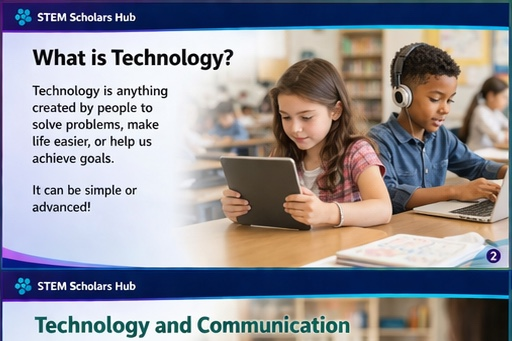 STEM Scholars Hub
What is Technology?
Technology is anything
created by people to
solve problems, make
life easier, or help us
achieve goals.
It can be simple or
advanced!
2
STEM Scholars Hub
Technology and Communication